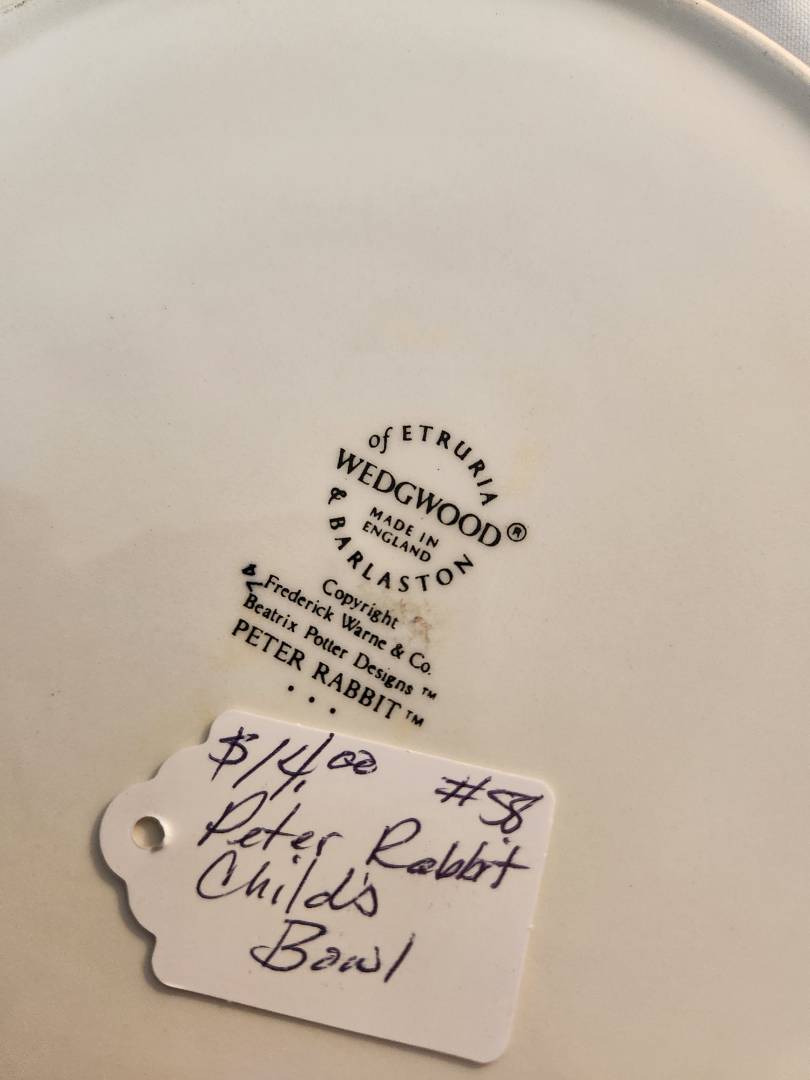 of ETRURIA
WEDGWOOD®
MADE IN
ENGLAND
& BARLASTON
Copyright
Frederick Warne & Co.
Beatrix Potter Designs™
PETER RABBIT™
• • •
$14.00 #58
Peter Rabbit
Child's
Bowl